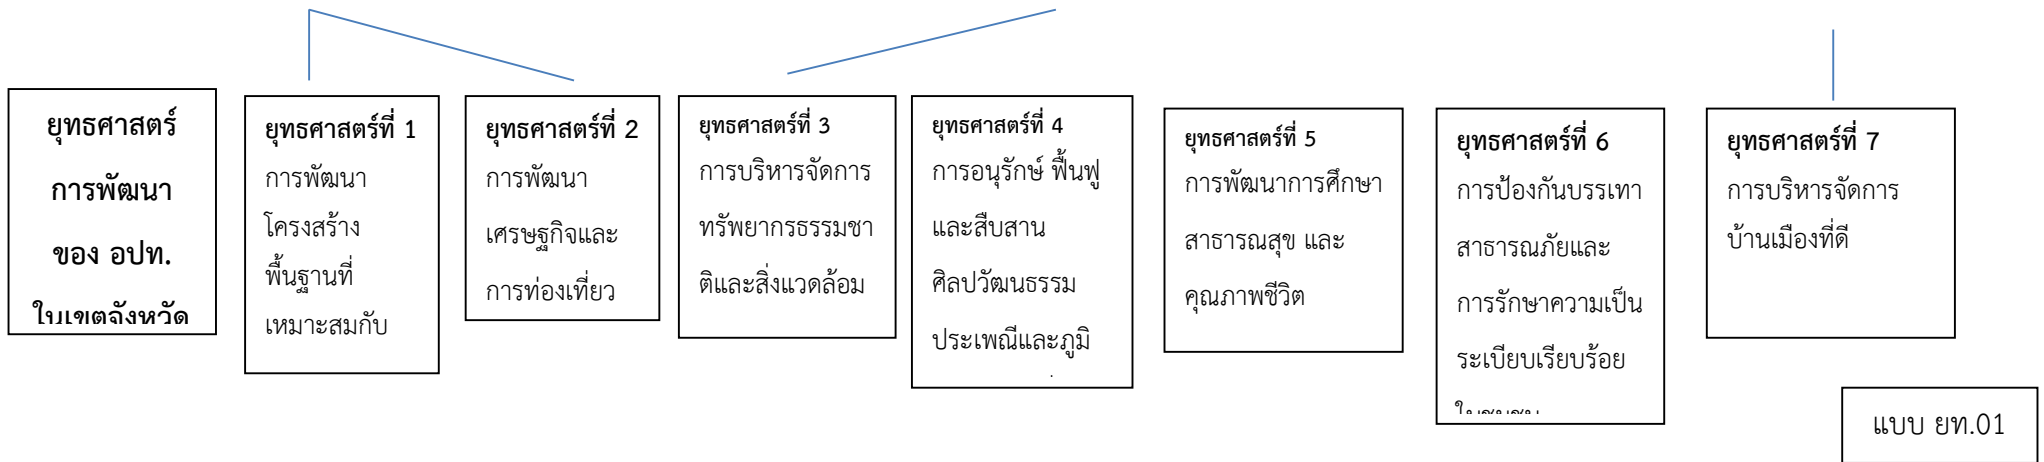 ยุทธศาสตร์
การพัฒนา
ของ อปท.
ในเขตจังหวัด
ยุทธศาสตร์ที่ 1
การพัฒนา
โครงสร้าง
พื้นฐานที่
เหมาะสมกับ
ยุทธศาสตร์ที่ 2
การพัฒนา
เศรษฐกิจและ
การท่องเที่ยว
ยุทธศาสตร์ที่ 3
การบริหารจัดการ
ทรัพยากรธรรมชา
ติและสิ่งแวดล้อม
ยุทธศาสตร์ที่ 4
การอนุรักษ์ ฟื้นฟู
และสืบสาน
ศิลปวัฒนธรรม
ประเพณีและภูมิ
ยุทธศาสตร์ที่ 5
การพัฒนาการศึกษา
สาธารณสุข และ
คุณภาพชีวิต
ยุทธศาสตร์ที่ 6
การป้องกันบรรเทา
สาธารณภัยและ
การรักษาความเป็น
ระเบียบเรียบร้อย
ในชุมชน
ยุทธศาสตร์ที่ 7
การบริหารจัดการ
บ้านเมืองที่ดี
แบบ ยท.01